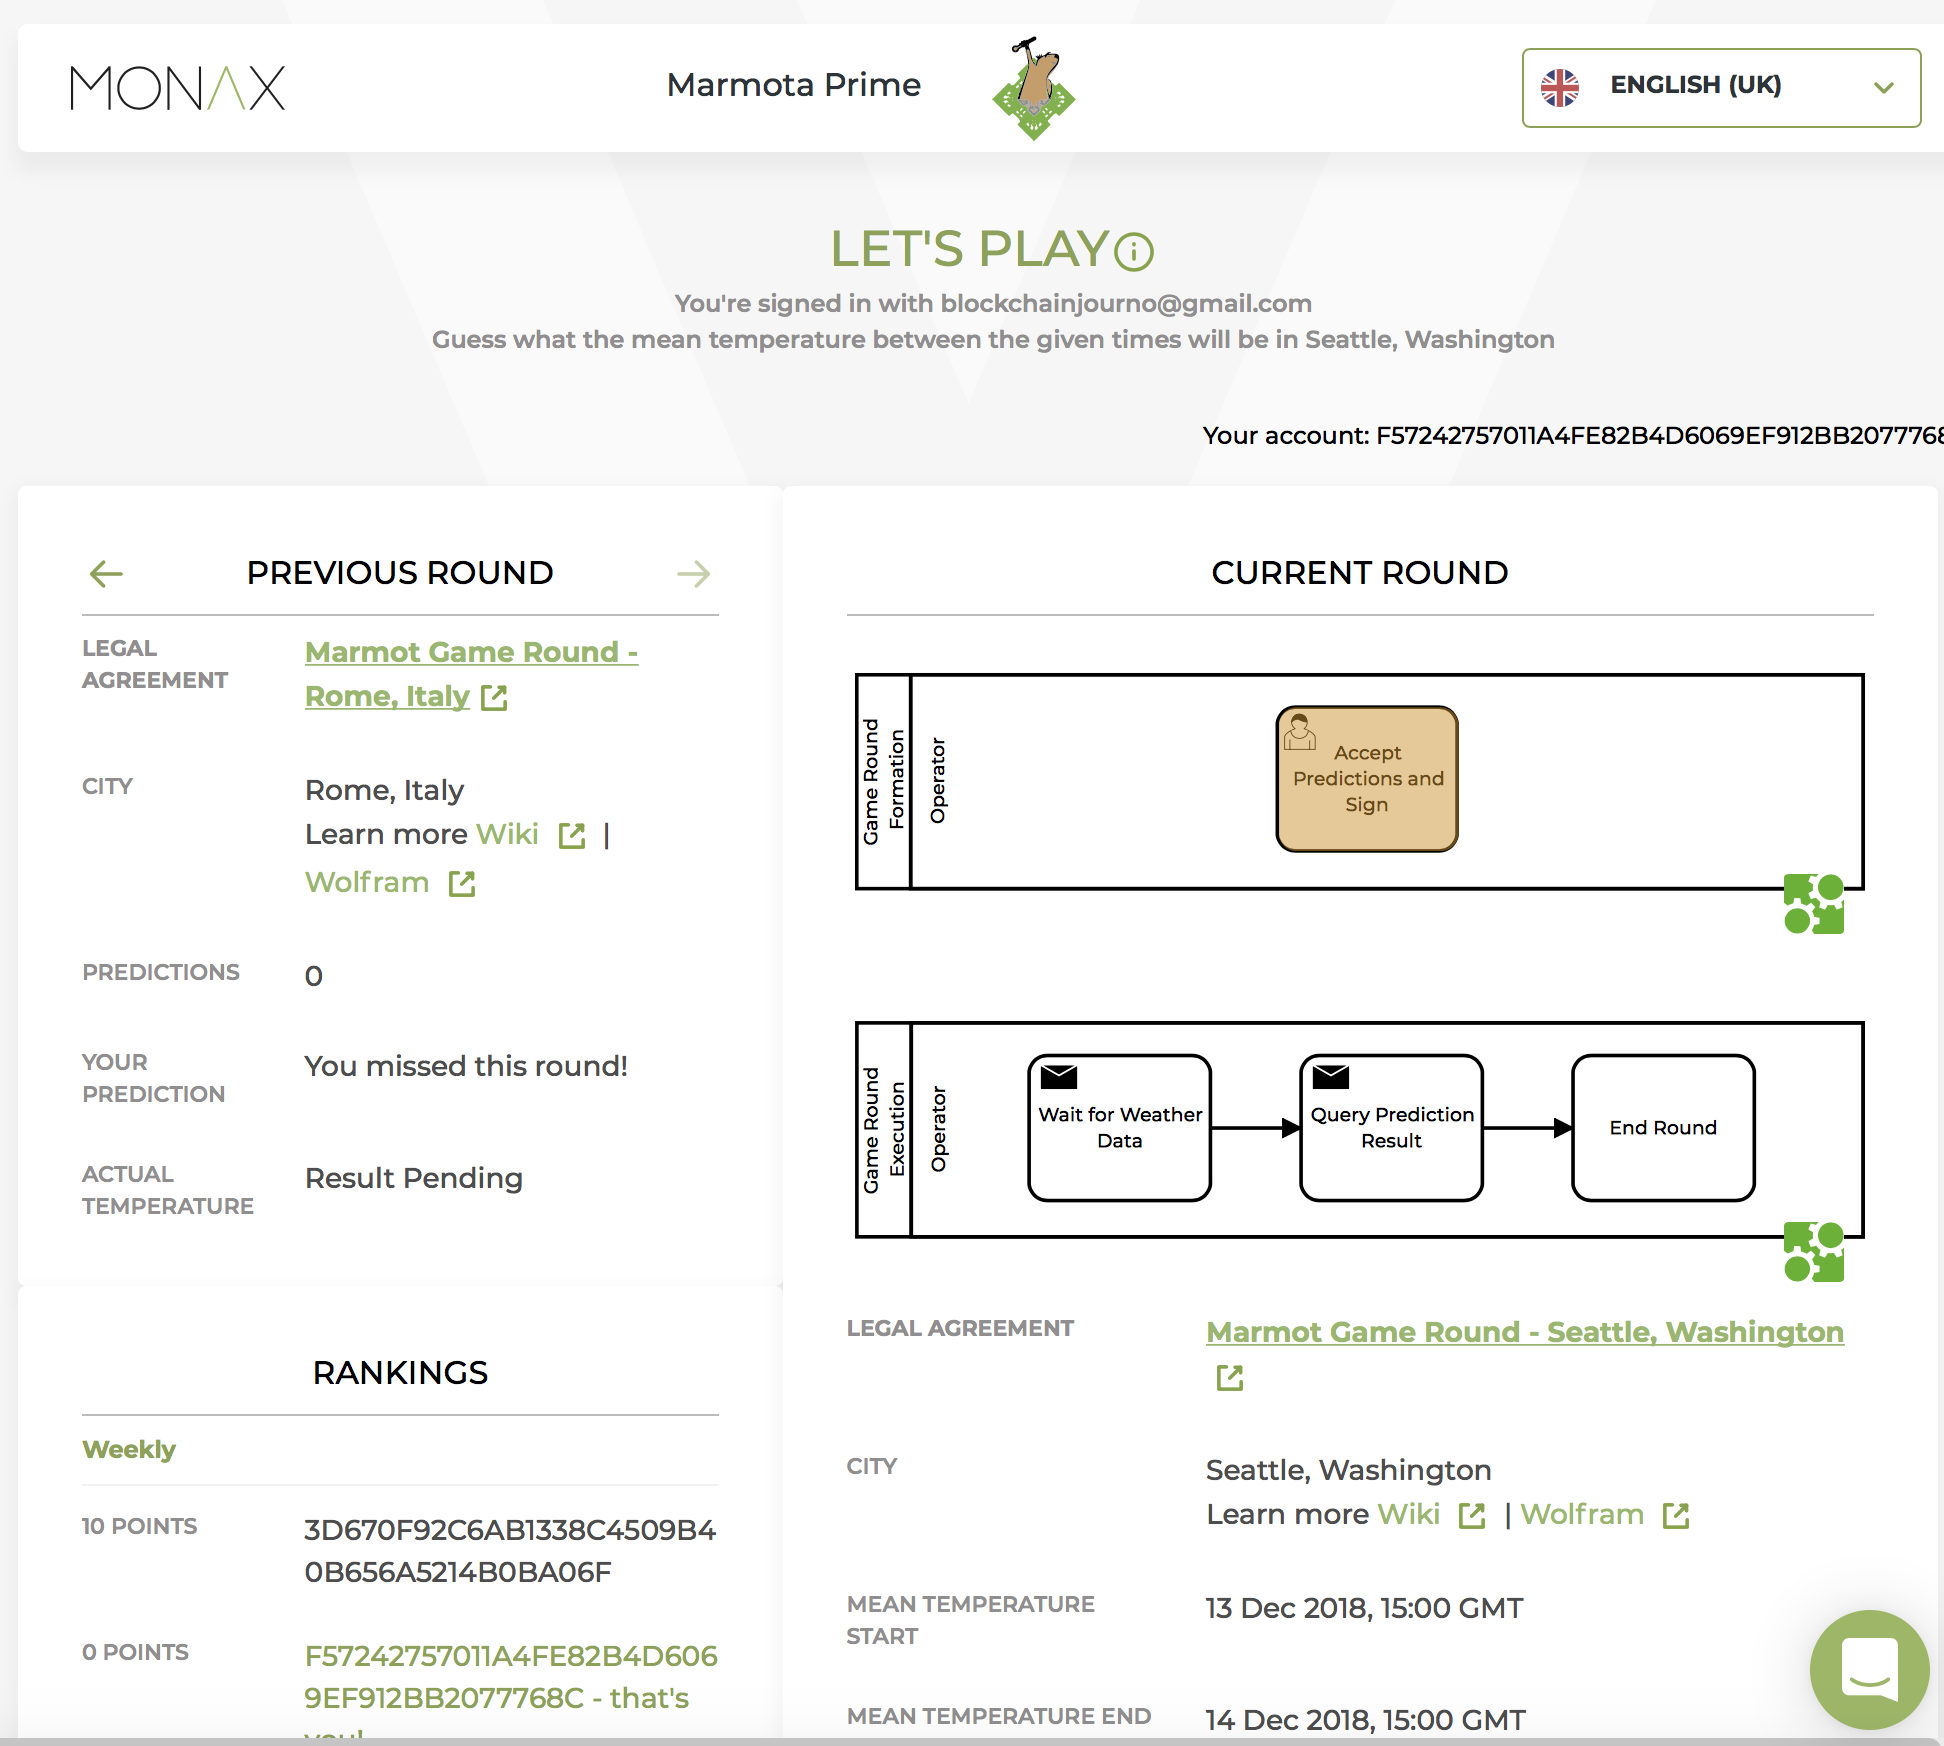 MONAX
Marmota Prime
ENGLISH (UK)
LET'S PLAY
You're signed in with blockchainjourno@gmail.com
Guess what the mean temperature between the given times will be in Seattle, Washington
Your account: F57242757011A4FE82B4D6069EF912BB2077768
PREVIOUS ROUND
LEGAL
AGREEMENT
Marmot Game Round -
Rome, Italy
CITY
Rome, Italy
Learn more Wiki |
Wolfram
PREDICTIONS
0
YOUR
PREDICTION
You missed this round!
ACTUAL
TEMPERATURE
Result Pending
RANKINGS
Weekly
10 POINTS
3D670F92C6AB1338C4509B4
0B656A5214B0BA06F
0 POINTS
F57242757011A4FE82B4D606
9EF912BB2077768C - that's
you!
CURRENT ROUND
Game Round
Formation
Operator
Accept
Predictions and
Sign
Game Round
Execution
Operator
Wait for Weather
Data
Query Prediction
Result
End Round
LEGAL AGREEMENT
Marmot Game Round - Seattle, Washington
CITY
Seattle, Washington
Learn more Wiki | Wolfram
MEAN TEMPERATURE
START
13 Dec 2018, 15:00 GMT
MEAN TEMPERATURE END
14 Dec 2018, 15:00 GMT